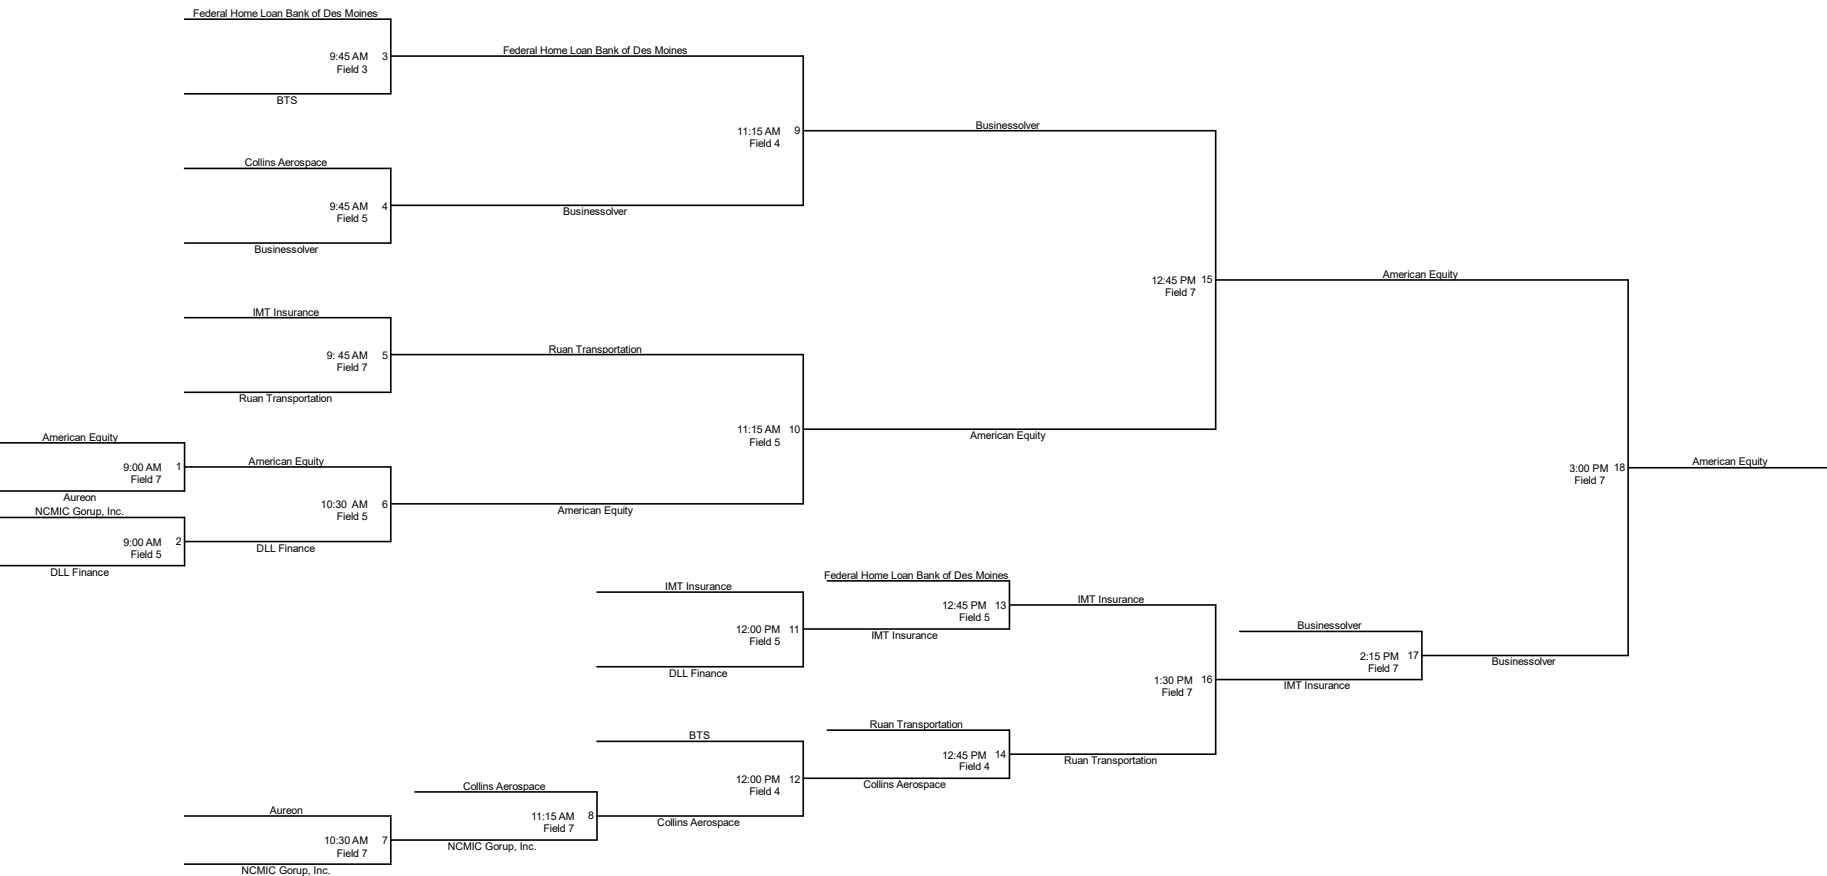 Federal Home Loan Bank of Des Moines
9:45 AM 3
Field 3
BTS
Federal Home Loan Bank of Des Moines
11:15 AM 9
Field 4
Businessolver
Collins Aerospace
9:45 AM 4
Field 5
Businessolver
Businessolver
12:45 PM 15
Field 7
American Equity
IMT Insurance
9: 45 AM 5
Field 7
Ruan Transportation
Ruan Transportation
11:15 AM 10
Field 5
American Equity
American Equity
9:00 AM 1
Field 7
Aureon
American Equity
10:30 AM 6
Field 5
American Equity
NCMIC Gorup, Inc.
9:00 AM 2
Field 5
DLL Finance
DLL Finance
3:00 PM 18
Field 7
American Equity
IMT Insurance
12:00 PM 11
Field 5
DLL Finance
Federal Home Loan Bank of Des Moines
12:45 PM 13
Field 5
IMT Insurance
IMT Insurance
1:30 PM 16
Field 7
Businessolver
2:15 PM 17
Field 7
IMT Insurance
Businessolver
BTS
12:00 PM 12
Field 4
Collins Aerospace
Ruan Transportation
12:45 PM 14
Field 4
Collins Aerospace
Ruan Transportation
Collins Aerospace
11:15 AM 8
Field 7
NCMIC Gorup, Inc.
Aureon
10:30 AM 7
Field 7
NCMIC Gorup, Inc.